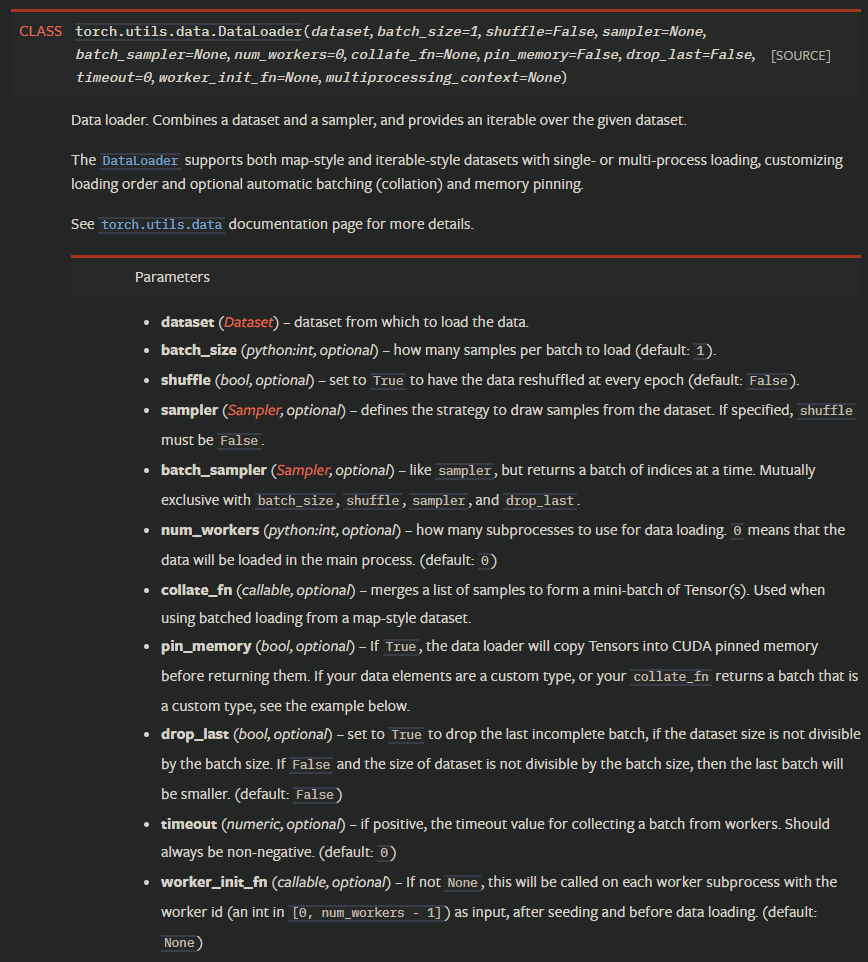 CLASS torch.utils.data.DataLoader(dataset, batch_size=1, shuffle=False, sampler=None,
batch_sampler=None, num_workers=0, collate_fn=None, pin_memory=False, drop_last=False,
[SOURCE]
timeout=0, worker_init_fn=None, multiprocessing_context=None)
Data loader. Combines a dataset and a sampler, and provides an iterable over the given dataset.
The DataLoader supports both map-style and iterable-style datasets with single- or multi-process loading, customizing
loading order and optional automatic batching (collation) and memory pinning.
See torch.utils.data documentation page for more details.
Parameters
• dataset (Dataset) – dataset from which to load the data.
• batch_size (python:int, optional) – how many samples per batch to load (default: 1).
• shuffle (bool, optional) – set to True to have the data reshuffled at every epoch (default: False).
• sampler (Sampler, optional) – defines the strategy to draw samples from the dataset. If specified, shuffle
must be False.
• batch_sampler (Sampler, optional) – like sampler, but returns a batch of indices at a time. Mutually
exclusive with batch_size, shuffle, sampler, and drop_last.
• num_workers (python:int, optional) – how many subprocesses to use for data loading. 0 means that the
data will be loaded in the main process. (default: 0)
• collate_fn (callable, optional) – merges a list of samples to form a mini-batch of Tensor(s). Used when
using batched loading from a map-style dataset.
• pin_memory (bool, optional) – If True, the data loader will copy Tensors into CUDA pinned memory
before returning them. If your data elements are a custom type, or your collate_fn returns a batch that is
a custom type, see the example below.
• drop_last (bool, optional) – set to True to drop the last incomplete batch, if the dataset size is not divisible
by the batch size. If False and the size of dataset is not divisible by the batch size, then the last batch will
be smaller. (default: False)
• timeout (numeric, optional) – if positive, the timeout value for collecting a batch from workers. Should
always be non-negative. (default: 0)
• worker_init_fn (callable, optional) – If not None, this will be called on each worker subprocess with the
worker id (an int in [0, num_workers - 1]) as input, after seeding and before data loading. (default:
None)